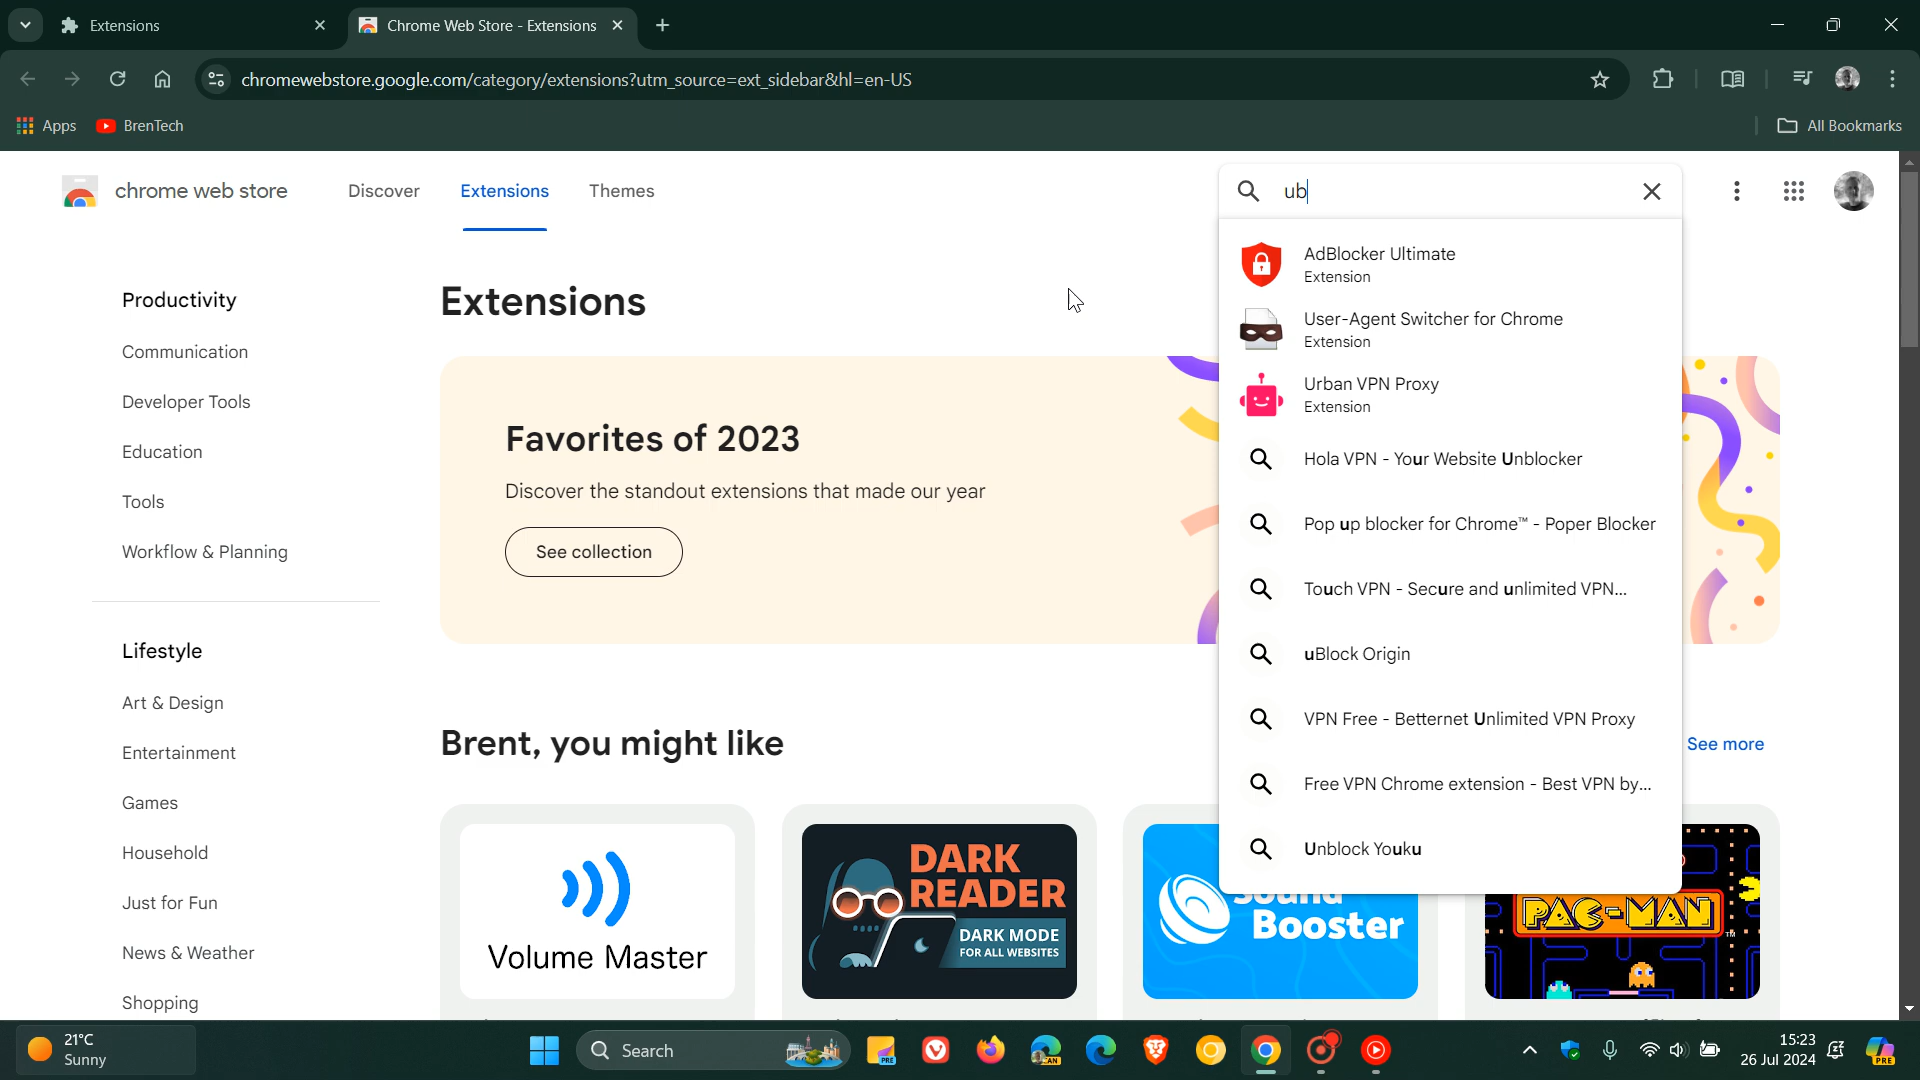 Extensions
Chrome Web Store - Extensions
chromewebstore.google.com/category/extensions?utm_source=ext_sidebar&hl=en-US
Apps
BrenTech
All Bookmarks
chrome web store
Discover
Extensions
Themes
ub
AdBlocker Ultimate
Extension
User-Agent Switcher for Chrome
Extension
Urban VPN Proxy
Extension
Hola VPN - Your Website Unblocker
Pop up blocker for Chrome™ - Poper Blocker
Touch VPN - Secure and unlimited VPN...
uBlock Origin
VPN Free - Betternet Unlimited VPN Proxy
Free VPN Chrome extension - Best VPN by...
Unblock Youku
Productivity
Communication
Developer Tools
Education
Tools
Workflow & Planning
Lifestyle
Art & Design
Entertainment
Games
Household
Just for Fun
News & Weather
Shopping
Extensions
Favorites of 2023
Discover the standout extensions that made our year
See collection
Brent, you might like
See more
Volume Master
DARK
READER
DARK MODE
FOR ALL WEBSITES
Sound
Booster
PAC-MAN
TM
21°C
Sunny
Search
PRE
CAN
15:23
26 Jul 2024
PRE